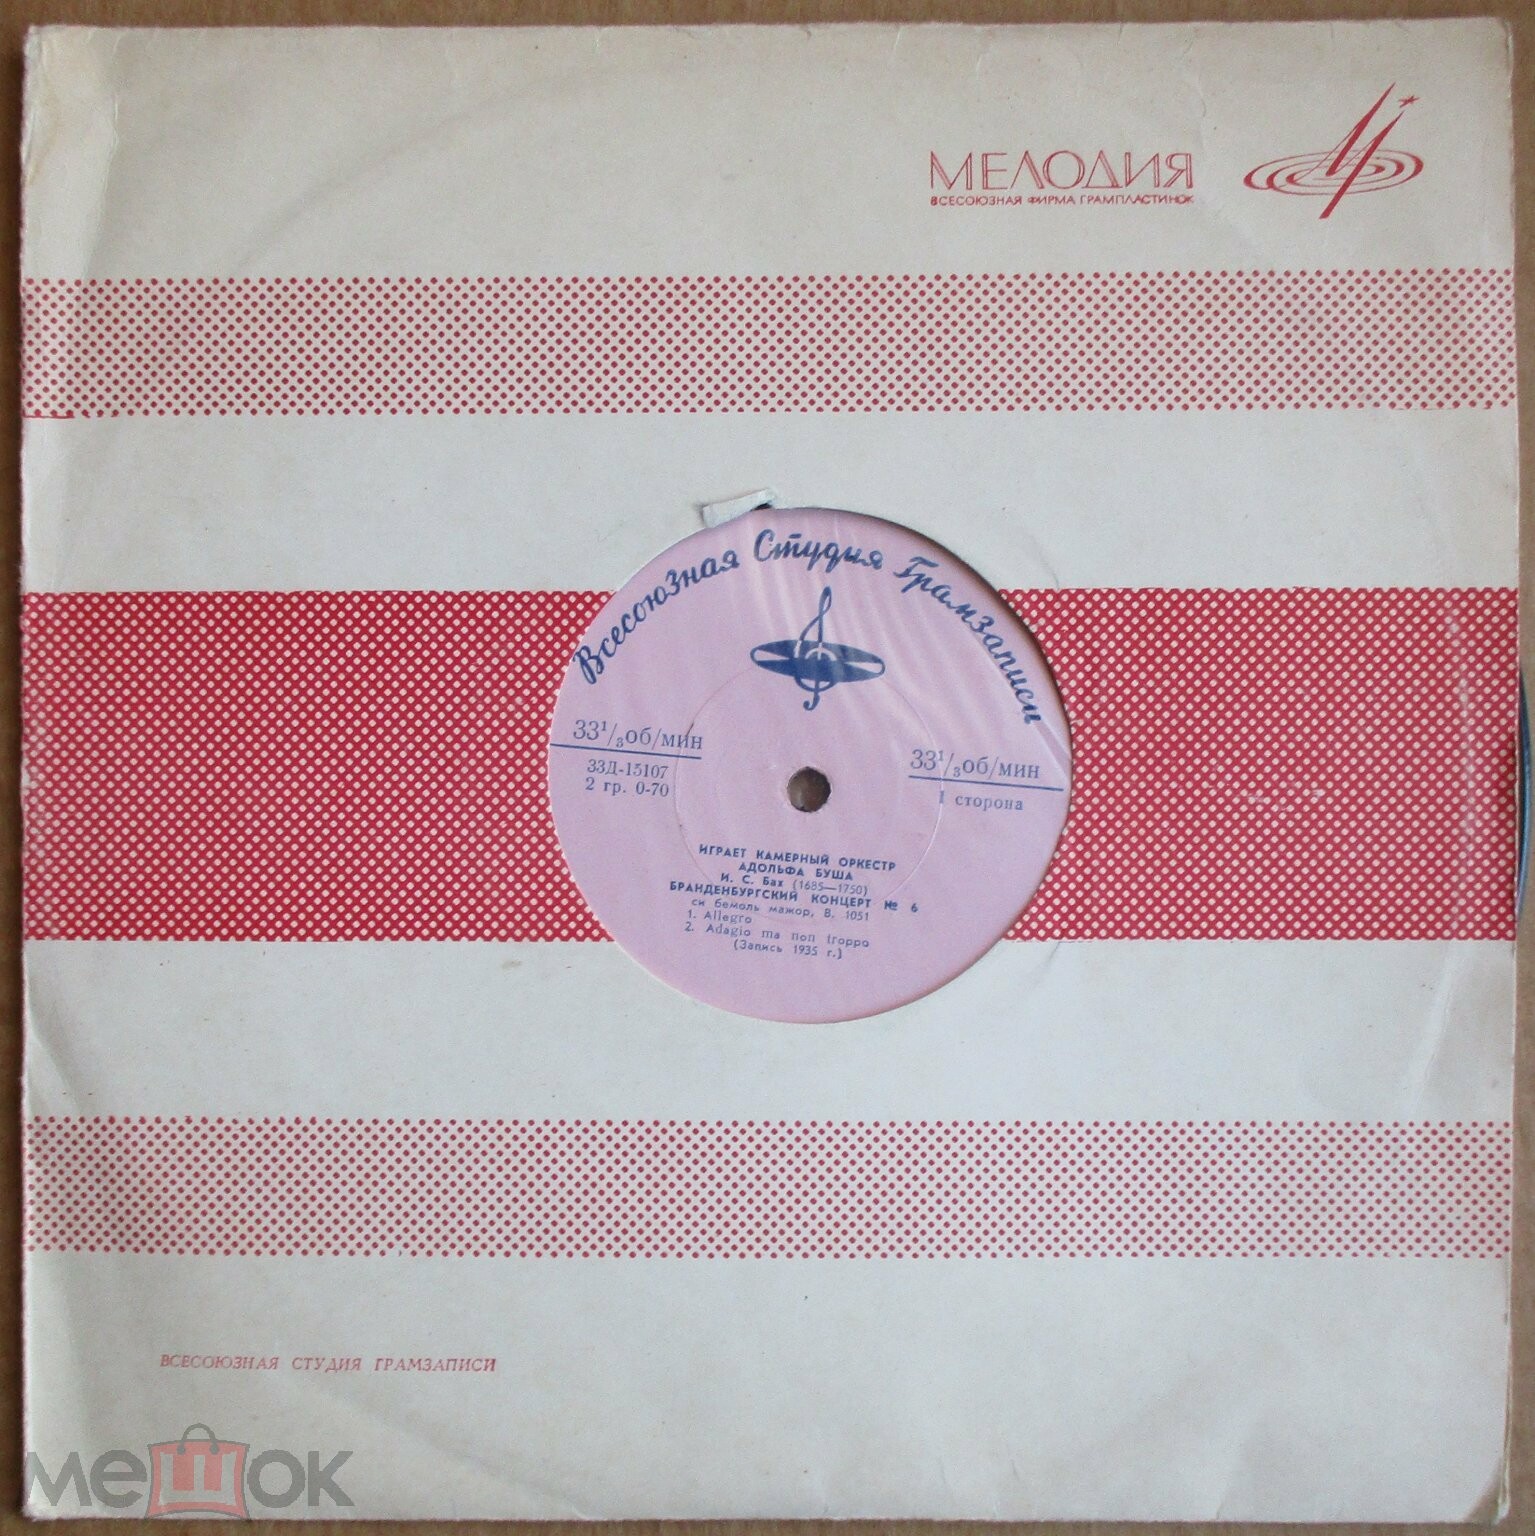 МЕЛОДИЯ
ВСЕСОЮЗНАЯ ФИРМА ГРАМПЛАСТИНОК
Всесоюзная Студия Грамзаписи
33¹/₃об/мин
33Д-15107
2 гр. 0-70
33¹/₃об/мин
1 сторона
ИГРАЕТ КАМЕРНЫЙ ОРКЕСТР
АДОЛЬФА БУША
И. С. Бах (1685—1750)
БРАНДЕНБУРГСКИЙ КОНЦЕРТ № 6
си бемоль мажор, В. 1051
1. Allegro
2. Adagio ma non troppo
(Запись 1935 г.)
ВСЕСОЮЗНАЯ СТУДИЯ ГРАМЗАПИСИ
мешок